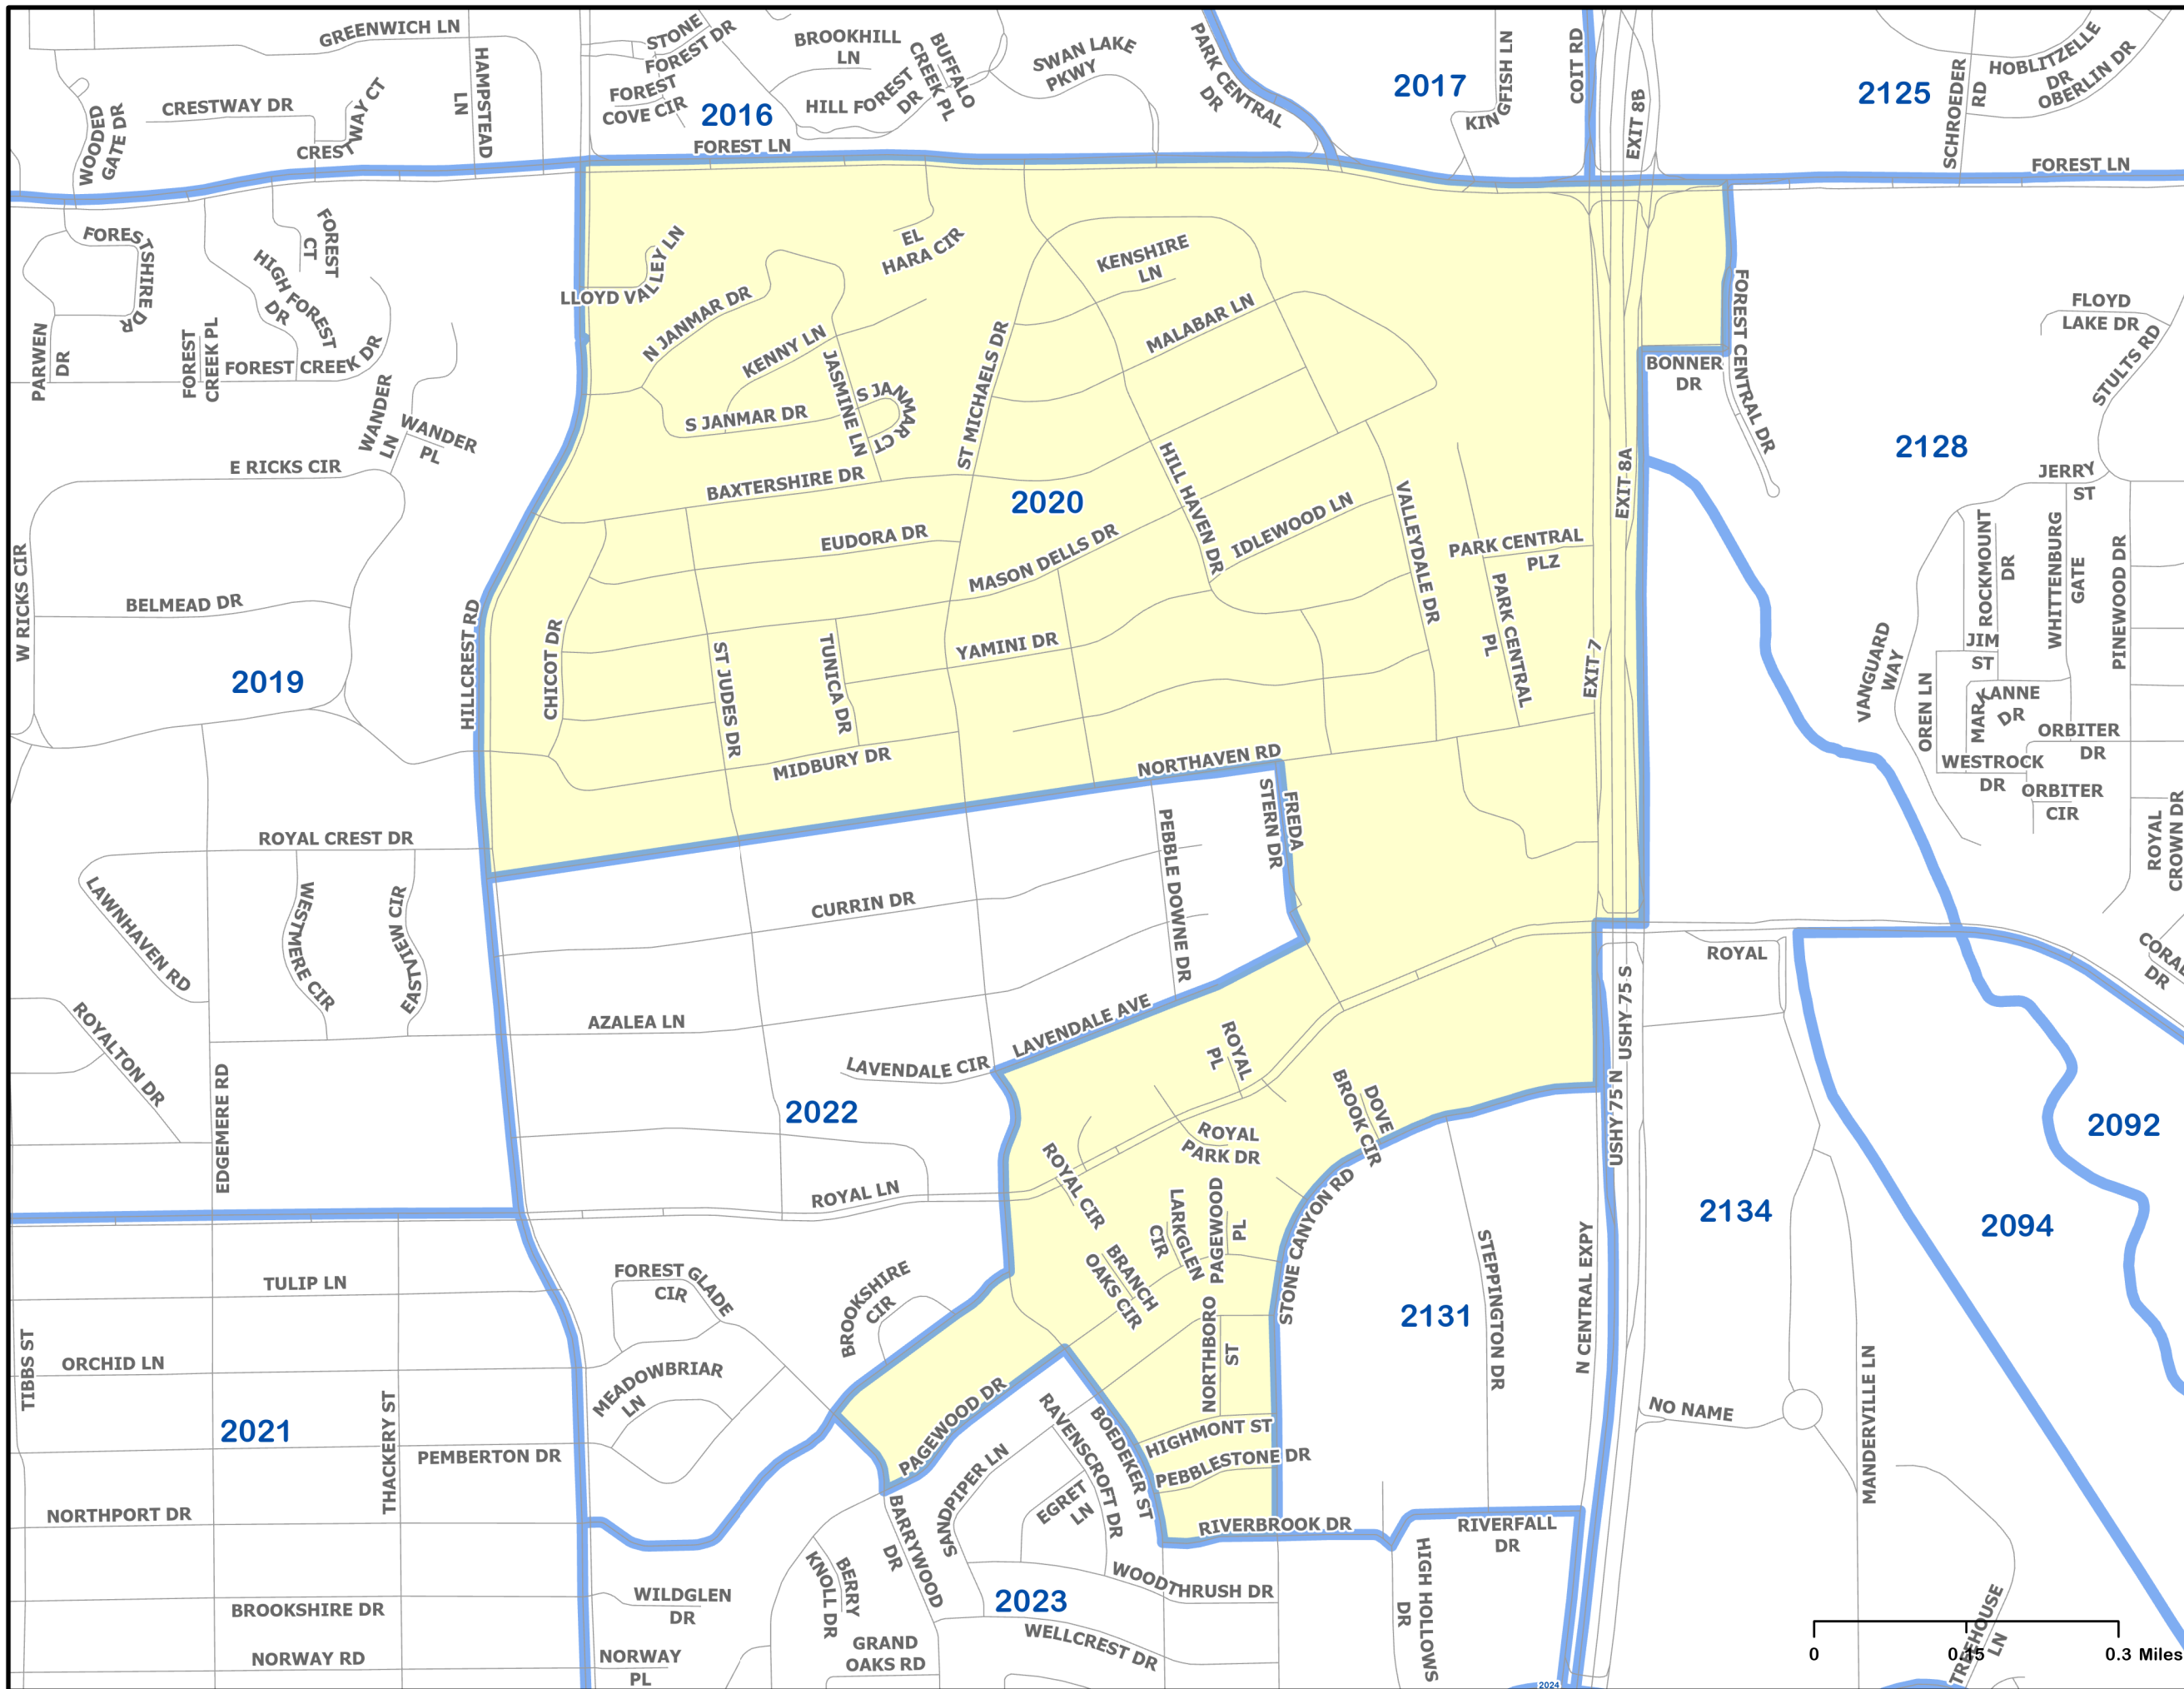 GREENWICH LN
HAMPSTEAD
LN
STONE
FOREST DR
BROOKHILL
LN
BUFFALO
CREEK PL
SWAN LAKE
PKWY
PARK CENTRAL
DR
2017
KINGFISH LN
COIT RD
EXIT 8B
2125
SCHROEDER
RD
HOBLITZELLE
DR
OBERLIN DR
WOODED
GATE DR
CRESTWAY DR
CRESTWAY CT
FOREST
COVE CIR
2016
HILL FOREST
DR
FOREST LN
FOREST LN
FORESTSHIRE DR
FOREST
CT
HIGH FOREST
DR
PARWEN
DR
FOREST
CREEK PL
FOREST CREEK DR
WANDER
LN
WANDER
PL
LLOYD VALLEY LN
N JANMAR DR
EL
HARA CIR
KENNY LN
JASMINE LN
S JANMAR DR
S JANMAR CT
ST MICHAELS DR
KENSHIRE
LN
MALABAR LN
BONNER
DR
FOREST CENTRAL DR
FLOYD
LAKE DR
STULTS RD
2128
E RICKS CIR
BAXTERSHIRE DR
2020
EUDORA DR
MASON DELLS DR
HILL HAVEN DR
IDLEWOOD LN
VALLEYDALE DR
PARK CENTRAL
PLZ
PARK CENTRAL
PL
EXIT 8A
EXIT 7
JERRY
ST
ROCKMOUNT
DR
WHITTENBURG
GATE
PINEWOOD DR
W RICKS CIR
BELMEAD DR
2019
HILLCREST RD
CHICOT DR
ST JUDES DR
TUNICA DR
YAMINI DR
MIDBURY DR
NORTHAVEN RD
VANGUARD
WAY
JIM
ST
OREN LN
MARKANNE
DR
ORBITER
DR
WESTROCK
DR
ORBITER
CIR
ROYAL
CROWN DR
ROYAL CREST DR
LAWNHAVEN RD
WESTMERE CIR
EASTVIEW CIR
CURRIN DR
PEBBLE DOWNE DR
FREDA
STERN DR
ROYAL
CORAL
DR
ROYALTON DR
EDGEMERE RD
AZALEA LN
LAVENDALE CIR
LAVENDALE AVE
2022
ROYAL
PL
DOVE
BROOK CIR
USHY 75 S
USHY 75 N
2092
ROYAL
PARK DR
ROYAL LN
ROYAL CIR
LARKGLEN
CIR
PAGEWOOD
PL
STONE CANYON RD
2134
2094
TULIP LN
FOREST GLADE
CIR
BROOKSHIRE
CIR
BRANCH
OAKS CIR
NORTHBORO
ST
2131
STEPPINGTON DR
N CENTRAL EXPY
TIBBS ST
ORCHID LN
THACKERY ST
MEADOWBRIAR
LN
PAGEWOOD DR
MANDERVILLE LN
NO NAME
2021
PEMBERTON DR
RAVENSCROFT DR
BOEDEKER ST
HIGHMONT ST
PEBBLESTONE DR
NORTHPORT DR
SANDPIPER LN
EGRET
LN
RIVERBROOK DR
RIVERFALL
DR
BARRYWOOD
DR
BERRY
KNOLL DR
WOODTHRUSH DR
HIGH HOLLOWS
DR
WILDGLEN
DR
2023
BROOKSHIRE DR
GRAND
OAKS RD
WELLCREST DR
NORWAY RD
NORWAY
PL
TREEHOUSE
LN
0 0.15 0.3 Miles
2024